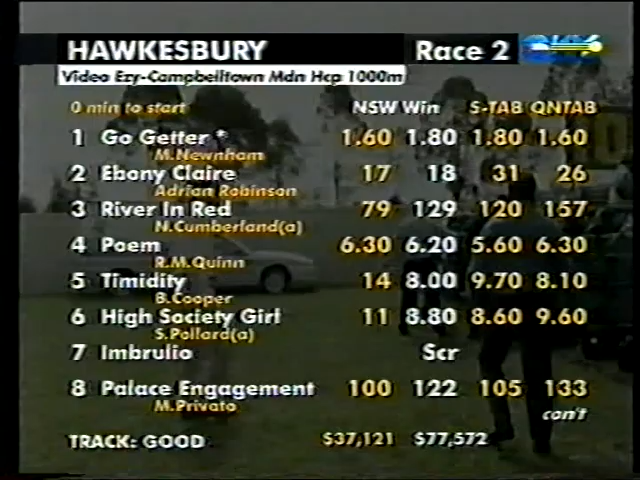 HAWKESBURY Race 2 SKY
Video Ezy-Campbelltown Mdn Hcp 1000m
0 min to start NSW Win S-TAB QNTAB
1 Go Getter * 1.60 1.80 1.80 1.60
M.Newnham
2 Ebony Claire 17 18 31 26
Adrian Robinson
3 River In Red 79 129 120 157
N.Cumberland(a)
4 Poem 6.30 6.20 5.60 6.30
R.M.Quinn
5 Timidity 14 8.00 9.70 8.10
B.Cooper
6 High Society Girl 11 8.80 8.60 9.60
S.Pollard(a)
7 Imbrulio Scr
8 Palace Engagement 100 122 105 133
M.Privato can't
TRACK: GOOD $37,121 $77,572